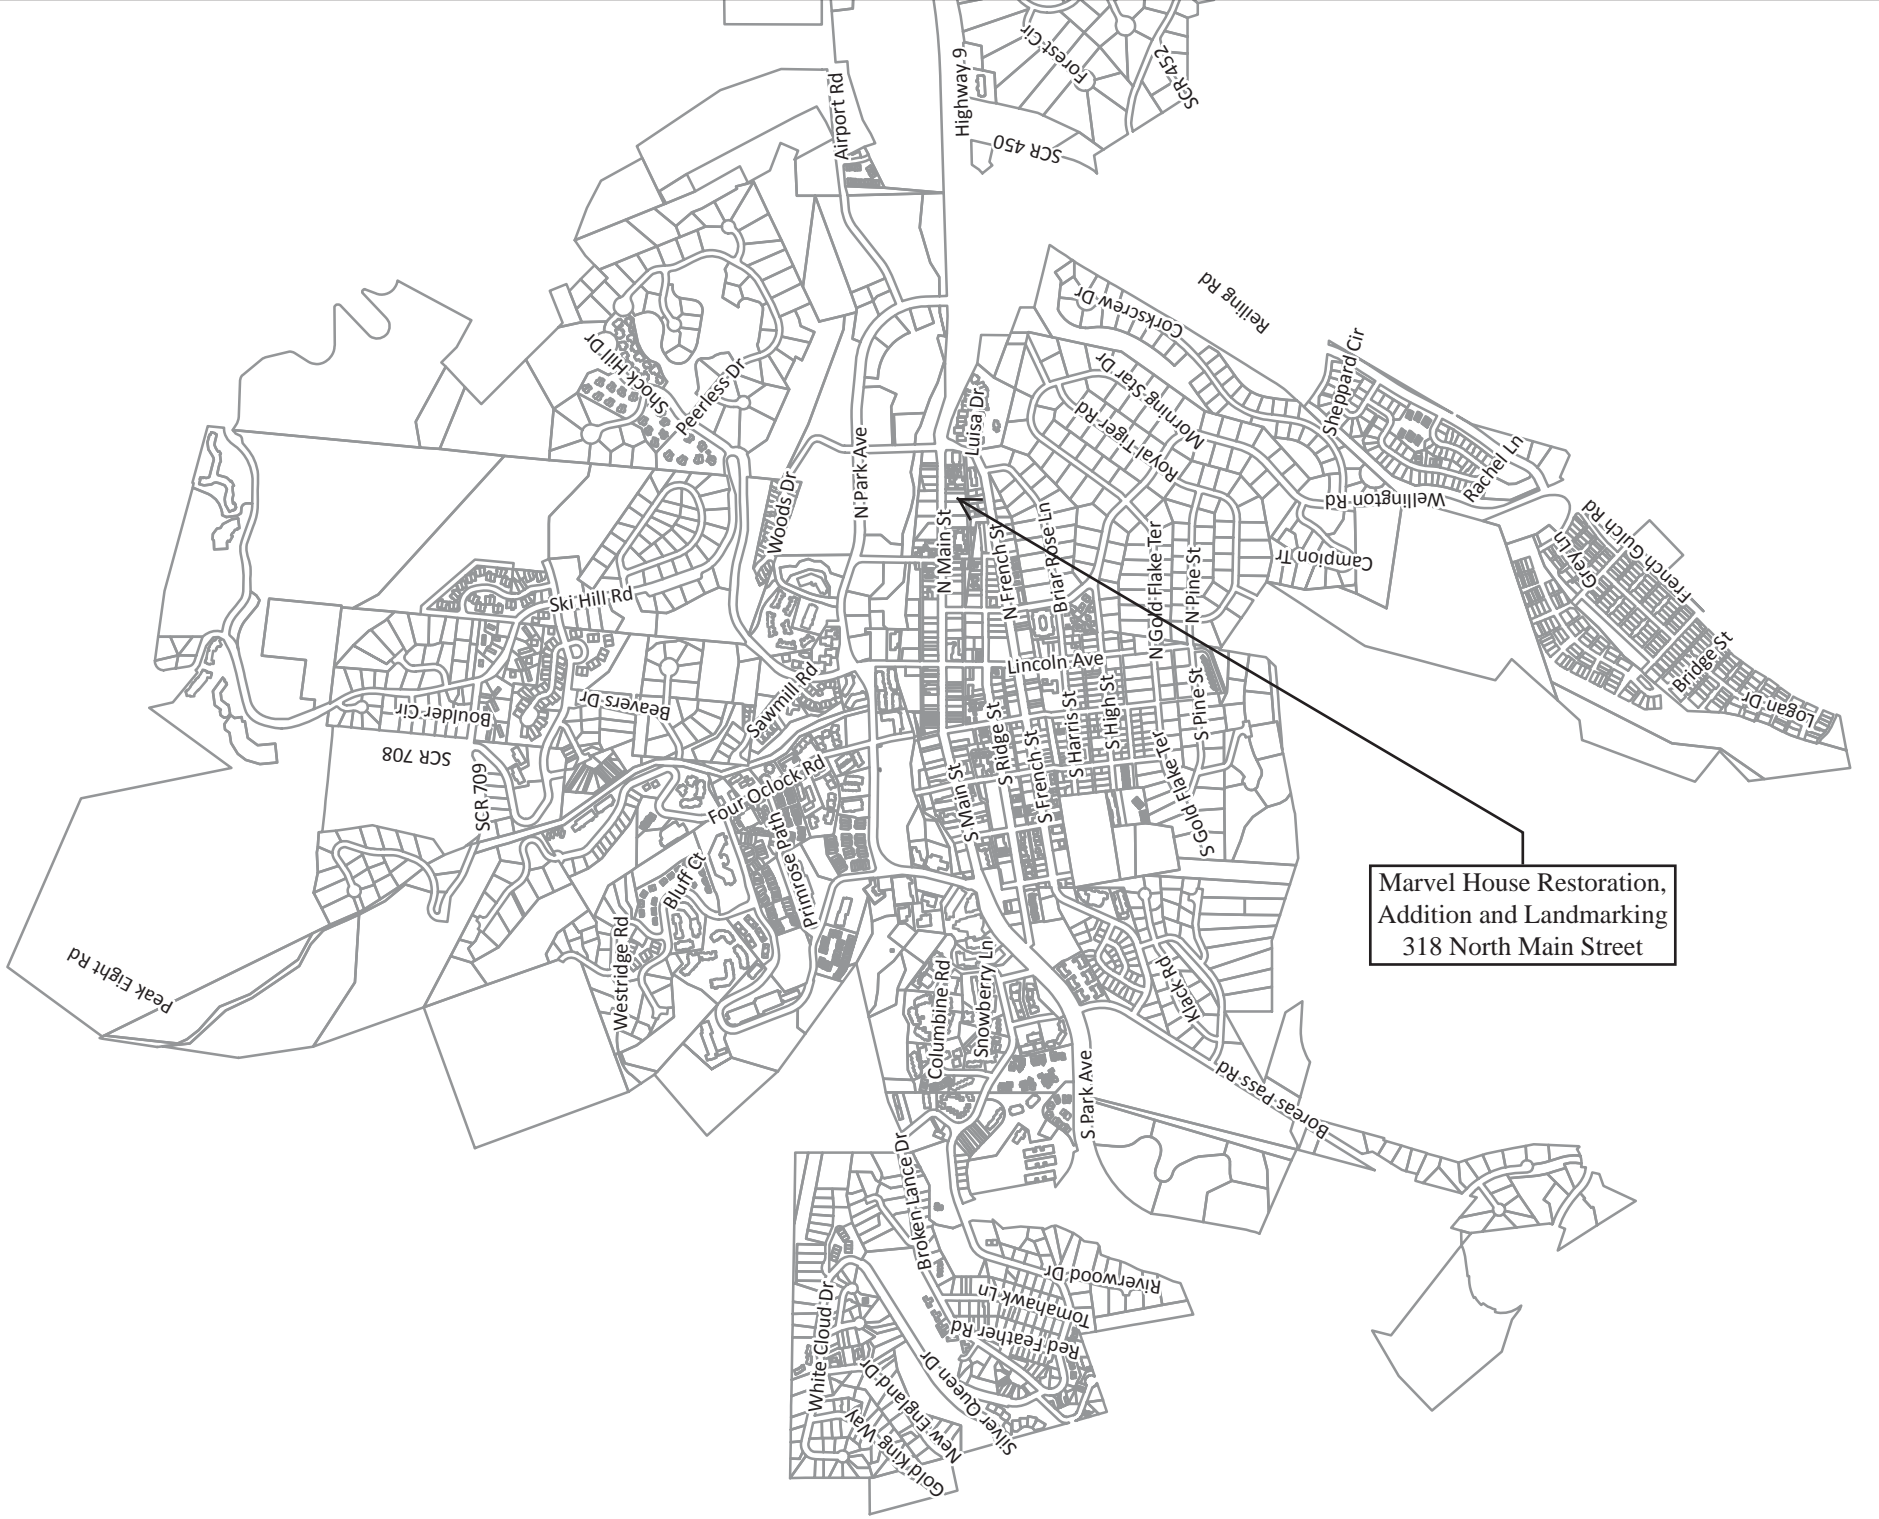 Forest Cir
SCR 452
Highway 9
Airport Rd
SCR 450
Reiling Rd
Corkscrew Dr
Sheppard Cir
Shock Hill Dr
Peerless Dr
Morning Star Dr
Royal Tiger Rd
Luisa Dr
N Park Ave
Woods Dr
Rachel Ln
Wellington Rd
French Gulch Rd
Grey Ln
Campion Tr
N Main St
N French St
Briar Rose Ln
N Gold Flake Ter
N Pine St
Ski Hill Rd
Lincoln Ave
Bridge St
Logan Dr
Sawmill Rd
Beavers Dr
Boulder Cir
SCR 708
SCR 709
S Ridge St
S French St
S Harris St
S High St
S Pine St
S Gold Flake Ter
S Main St
Four Oclock Rd
Primrose Path
Bluff Ct
Westridge Rd
Peak Eight Rd
Marvel House Restoration,
Addition and Landmarking
318 North Main Street
Columbine Rd
Snowberry Ln
Klack Rd
S Park Ave
Boreas Pass Rd
Broken Lance Dr
Riverwood Dr
Tomahawk Ln
Red Feather Rd
White Cloud Dr
Silver Queen Dr
New England Dr
Gold King Way